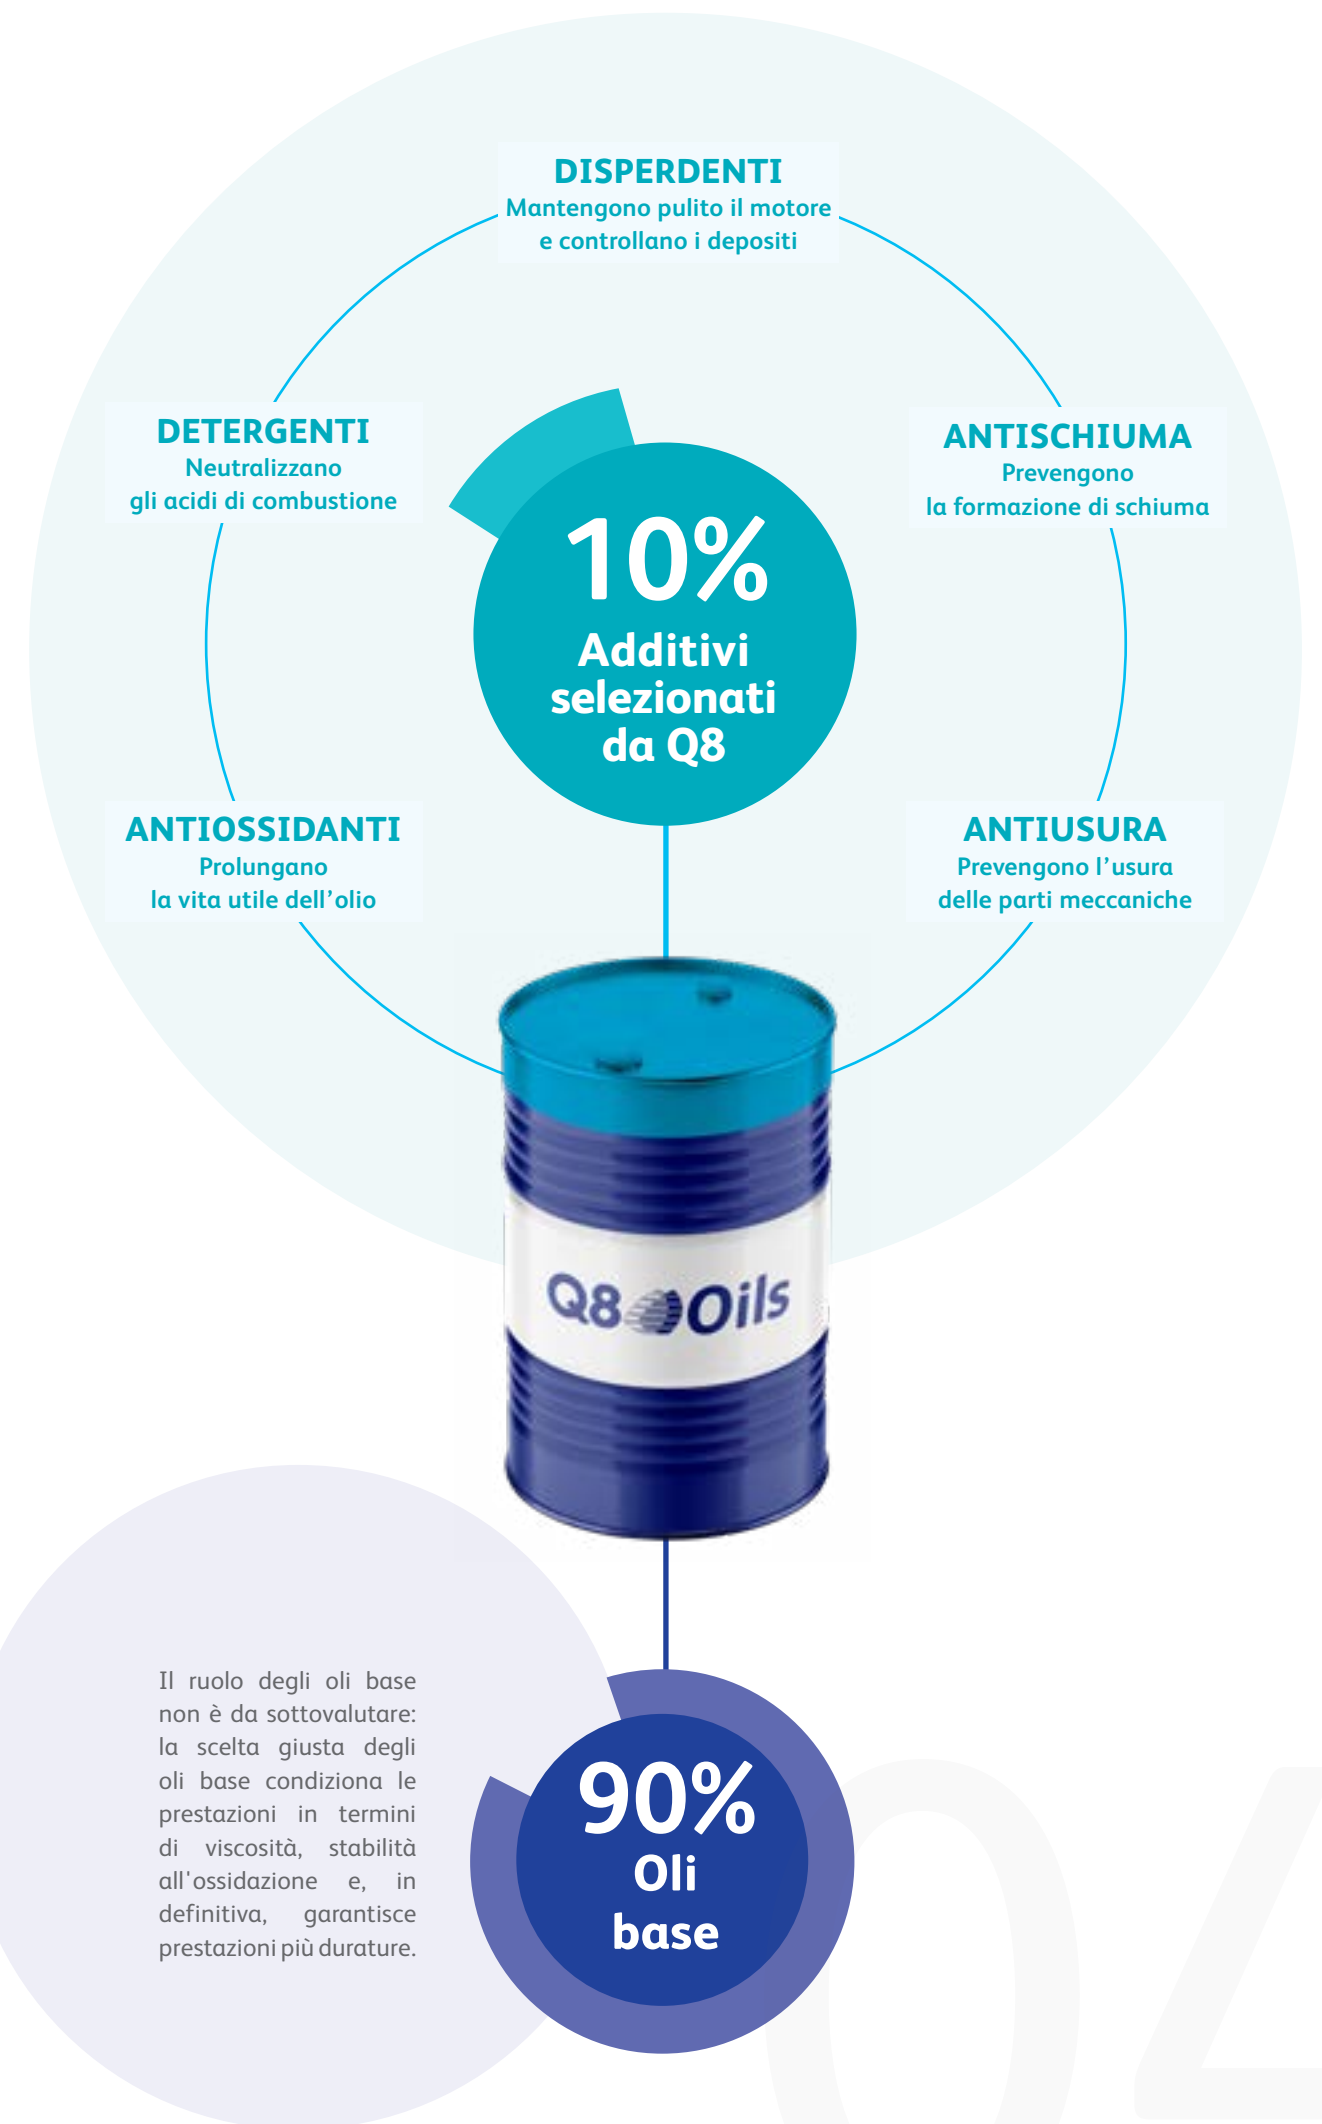 DISPERDENTI
Mantengono pulito il motore
e controllano i depositi
DETERGENTI
Neutralizzano
gli acidi di combustione
ANTISCHIUMA
Prevengono
la formazione di schiuma
10%
Additivi
selezionati
da Q8
ANTIOSSIDANTI
Prolungano
la vita utile dell’olio
ANTIUSURA
Prevengono l’usura
delle parti meccaniche
Q8 Oils
Il ruolo degli oli base
non è da sottovalutare:
la scelta giusta degli
oli base condiziona le
prestazioni in termini
di viscosità, stabilità
all'ossidazione e, in
definitiva, garantisce
prestazioni più durature.
90%
Oli
base
04